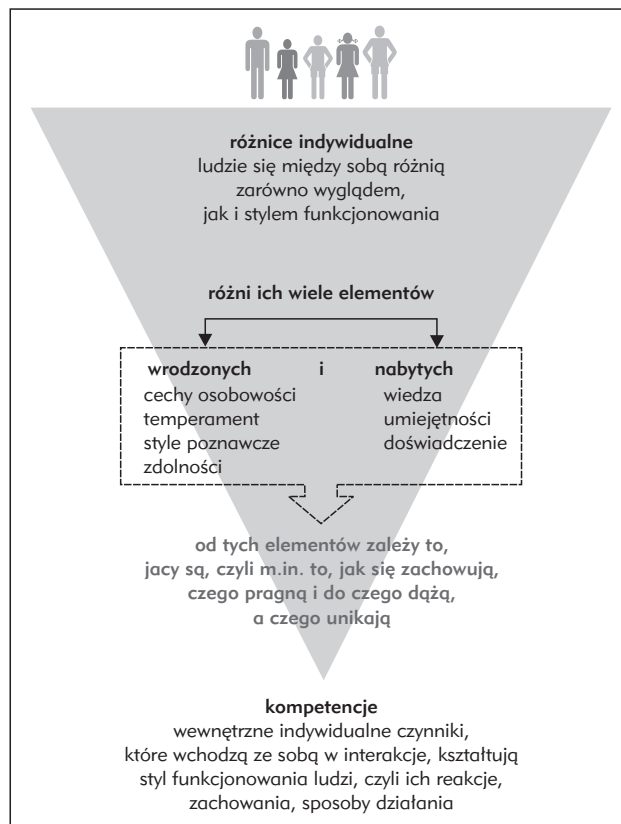 różnice indywidualne
ludzie się między sobą różnią
zarówno wyglądem,
jak i stylem funkcjonowania
różni ich wiele elementów
wrodzonych i nabytych
cechy osobowości wiedza
temperament umiejętności
style poznawcze doświadczenie
zdolności
od tych elementów zależy to,
jacy są, czyli m.in. to, jak się zachowują,
czego pragną i do czego dążą,
a czego unikają
kompetencje
wewnętrzne indywidualne czynniki,
które wchodzą ze sobą w interakcje, kształtują
styl funkcjonowania ludzi, czyli ich reakcje,
zachowania, sposoby działania